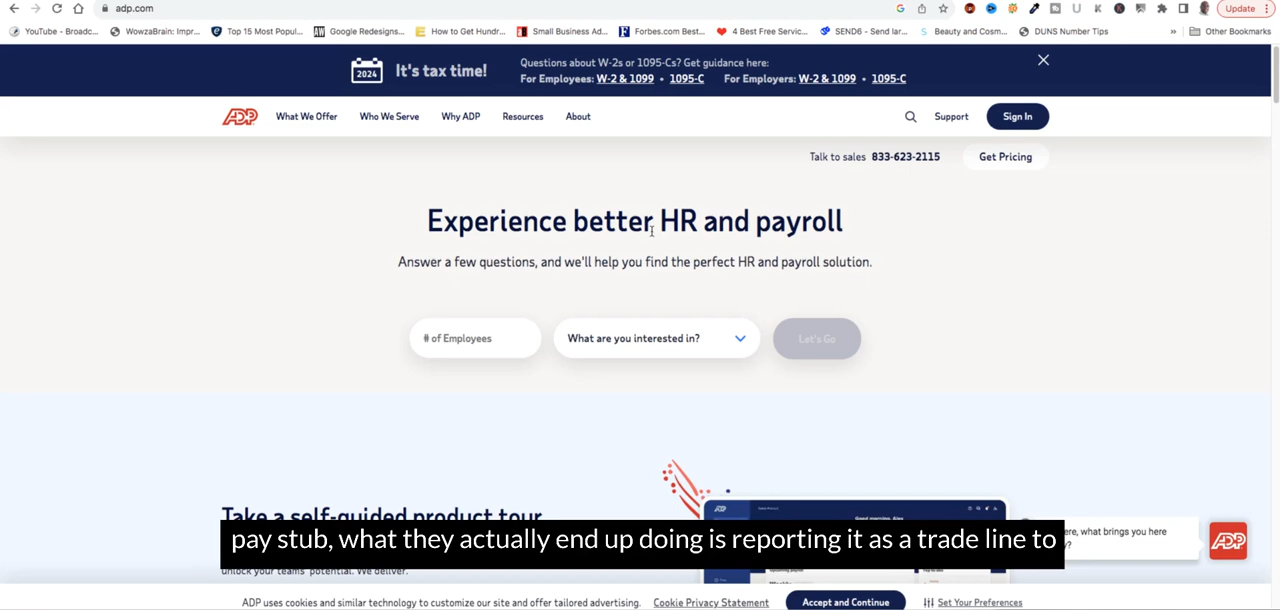 adp.com
Update
YouTube - Broadc...
WowzaBrain: Impr...
Top 15 Most Popul...
Google Redesigns...
How to Get Hundr...
Small Business Ad...
Forbes.com Best...
4 Best Free Servic...
SEND6 - Send lar...
Beauty and Cosm...
DUNS Number Tips
»
Other Bookmarks
2024
It's tax time!
Questions about W-2s or 1095-Cs? Get guidance here:
For Employees: W-2 & 1099 • 1095-C For Employers: W-2 & 1099 • 1095-C
ADP
What We Offer
Who We Serve
Why ADP
Resources
About
Support
Sign In
Talk to sales 833-623-2115
Get Pricing
Experience better HR and payroll
Answer a few questions, and we'll help you find the perfect HR and payroll solution.
# of Employees
What are you interested in?
Let's Go
Take a self-guided product tour
pay stub, what they actually end up doing is reporting it as a trade line to
ere, what brings you here
y?
ADP
unlock your teams' potential. We deliver.
ADP uses cookies and similar technology to customize our site and offer tailored advertising.
Cookie Privacy Statement
Accept and Continue
Set Your Preferences